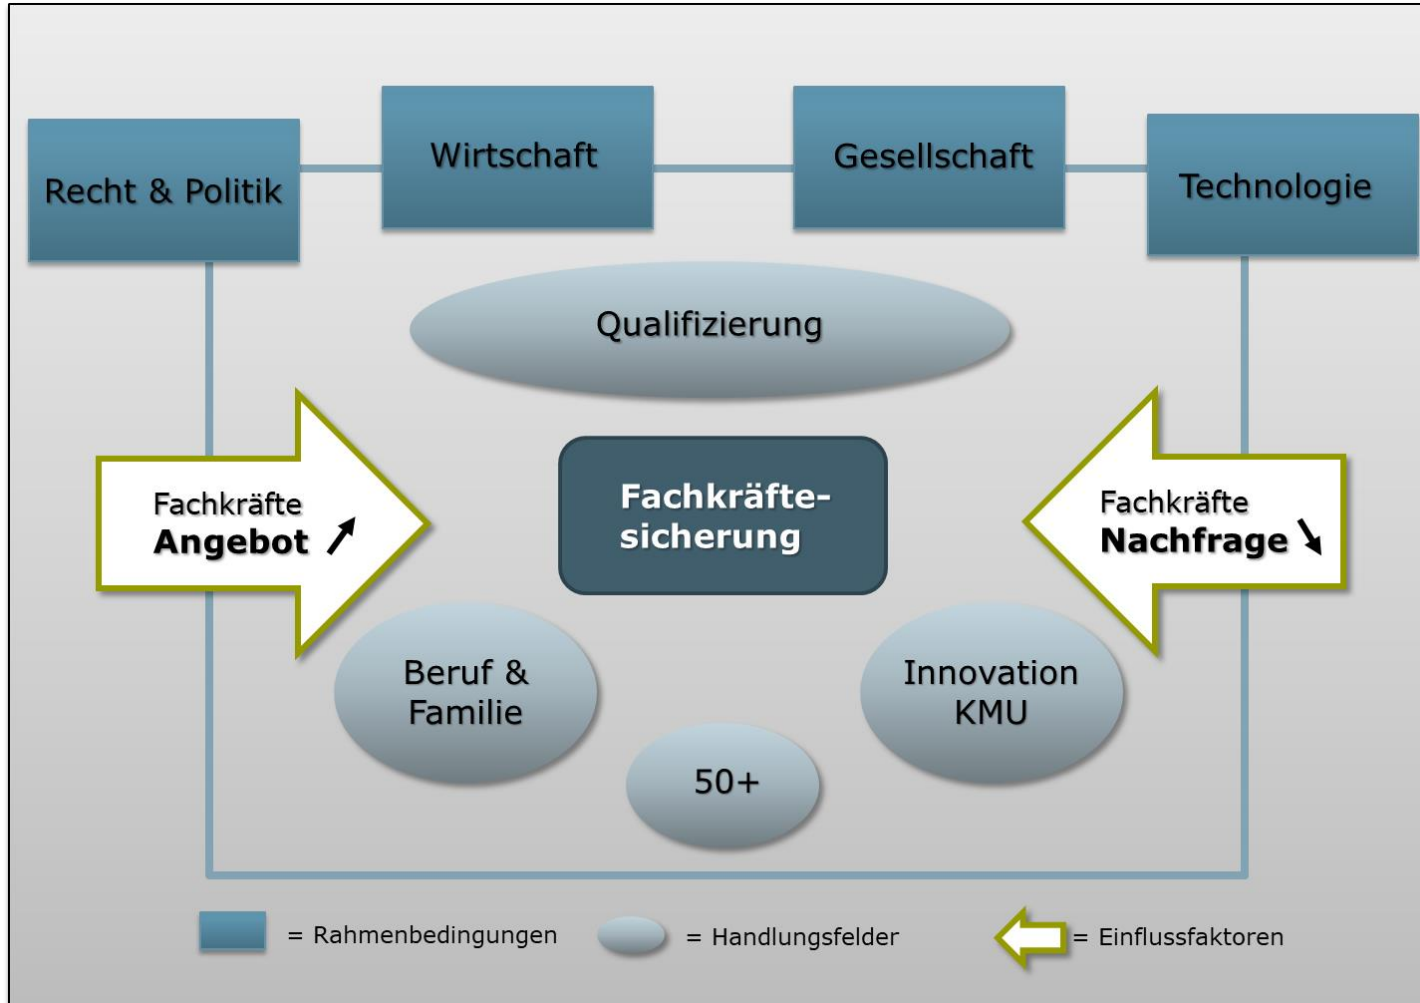 Recht & Politik
Wirtschaft
Gesellschaft
Technologie
Qualifizierung
Fachkräfte
Angebot
Fachkräfte-
sicherung
Fachkräfte
Nachfrage
Beruf &
Familie
50+
Innovation
KMU
= Rahmenbedingungen
= Handlungsfelder
= Einflussfaktoren